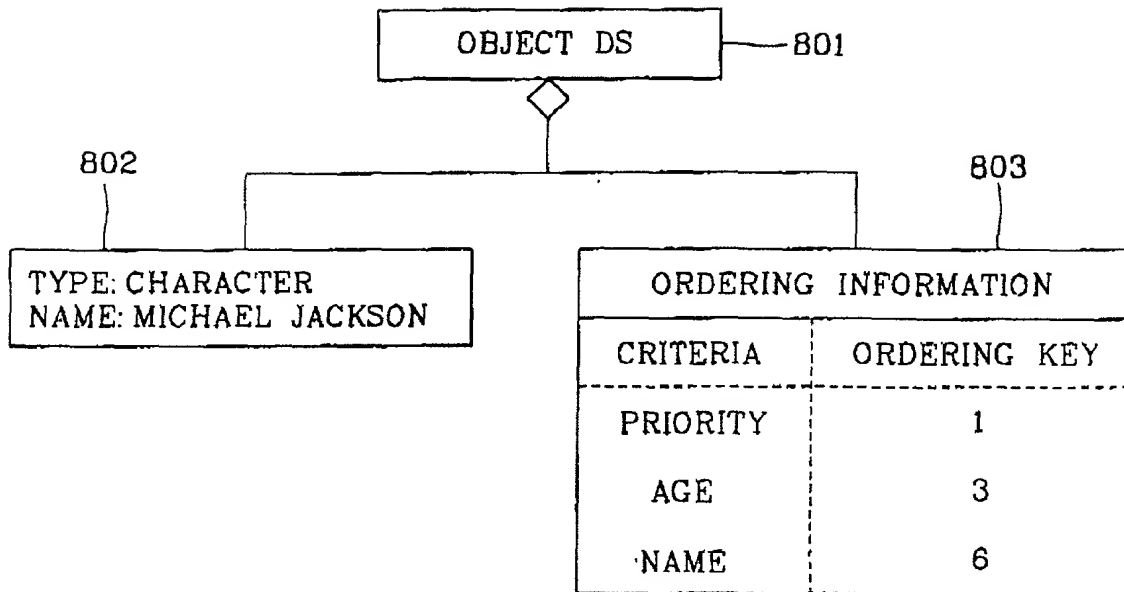 OBJECT DS
801
802
803
TYPE: CHARACTER
NAME: MICHAEL JACKSON
ORDERING INFORMATION
CRITERIA ORDERING KEY
PRIORITY 1
AGE 3
NAME 6